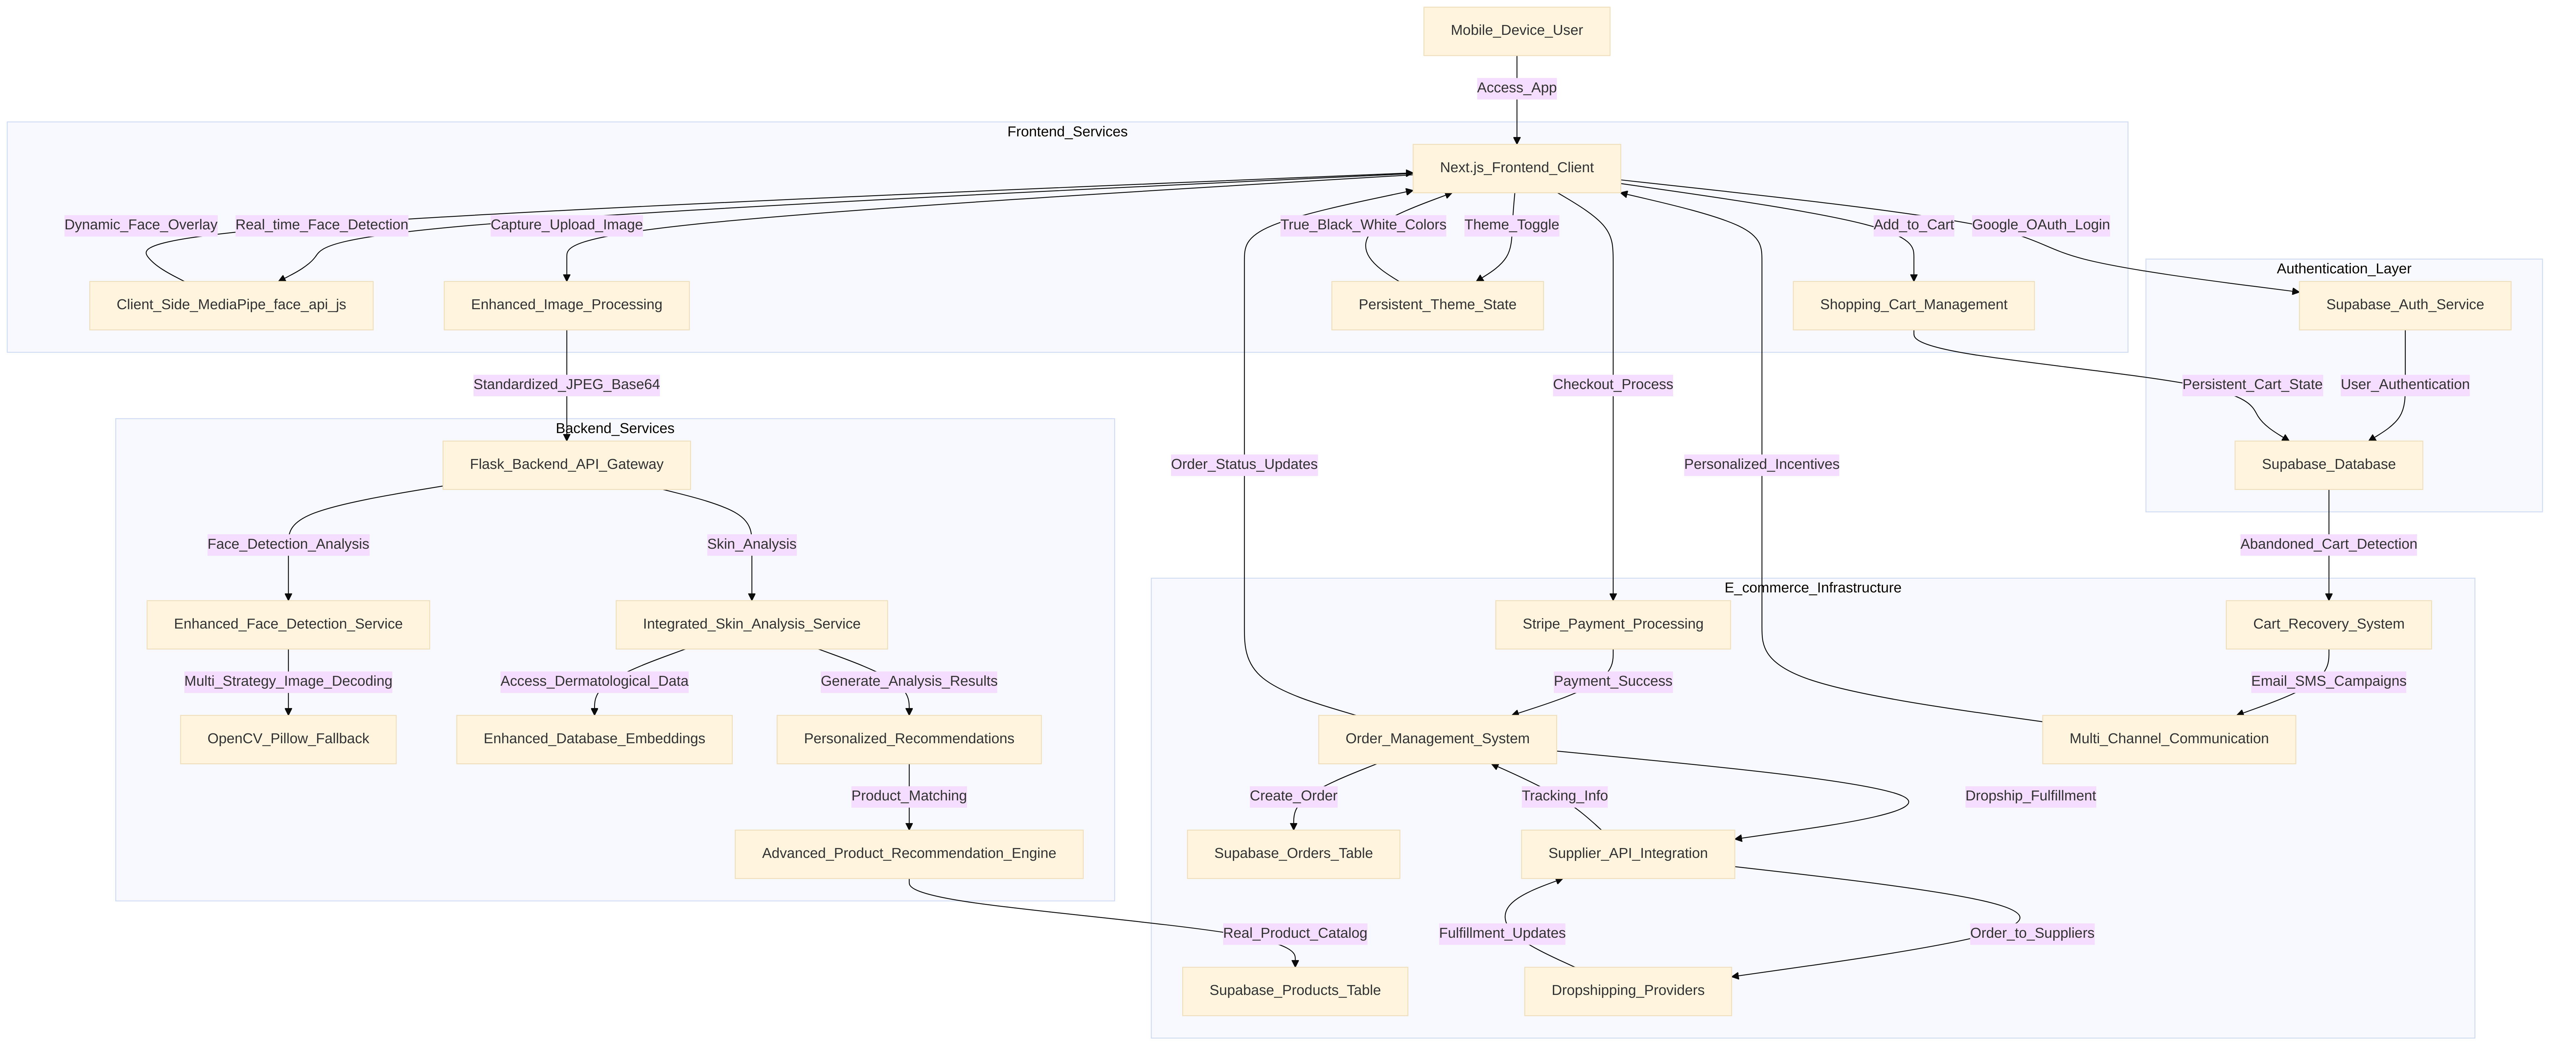 Mobile_Device_User
Access_App
Frontend_Services
Next.js_Frontend_Client
Dynamic_Face_Overlay
Real_time_Face_Detection
Capture_Upload_Image
True_Black_White_Colors
Theme_Toggle
Add_to_Cart
Google_OAuth_Login
Authentication_Layer
Client_Side_MediaPipe_face_api_js
Enhanced_Image_Processing
Persistent_Theme_State
Shopping_Cart_Management
Supabase_Auth_Service
Standardized_JPEG_Base64
Checkout_Process
Persistent_Cart_State
User_Authentication
Backend_Services
Flask_Backend_API_Gateway
Order_Status_Updates
Personalized_Incentives
Supabase_Database
Face_Detection_Analysis
Skin_Analysis
Abandoned_Cart_Detection
E_commerce_Infrastructure
Enhanced_Face_Detection_Service
Integrated_Skin_Analysis_Service
Stripe_Payment_Processing
Cart_Recovery_System
Multi_Strategy_Image_Decoding
Access_Dermatological_Data
Generate_Analysis_Results
Payment_Success
Email_SMS_Campaigns
OpenCV_Pillow_Fallback
Enhanced_Database_Embeddings
Personalized_Recommendations
Order_Management_System
Multi_Channel_Communication
Product_Matching
Create_Order
Tracking_Info
Dropship_Fulfillment
Advanced_Product_Recommendation_Engine
Supabase_Orders_Table
Supplier_API_Integration
Real_Product_Catalog
Fulfillment_Updates
Order_to_Suppliers
Supabase_Products_Table
Dropshipping_Providers